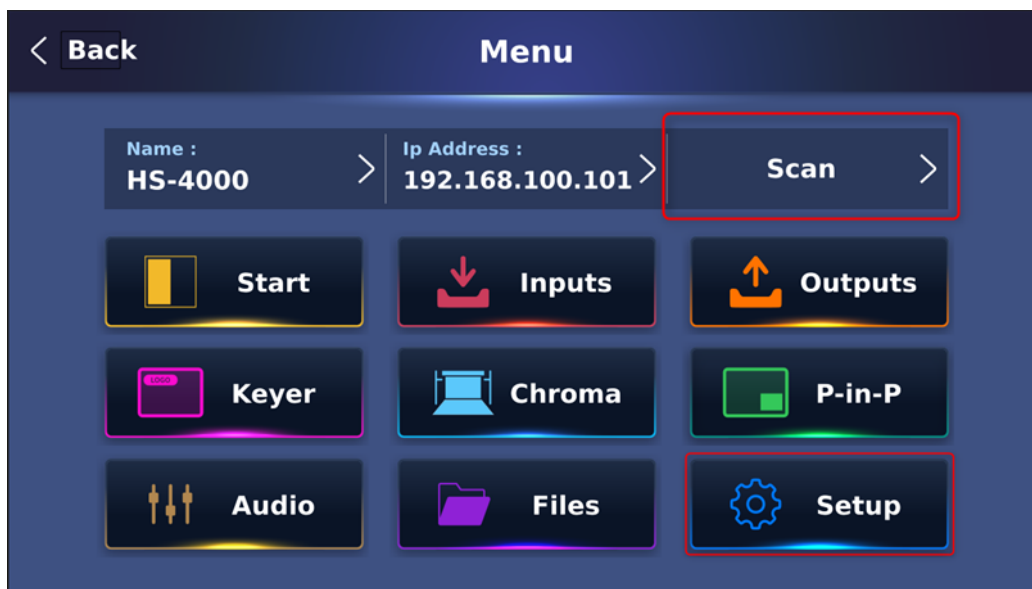 Back
Menu
Name :
HS-4000
Ip Address :
192.168.100.101
Scan
Start
Inputs
Outputs
LOGO
Keyer
Chroma
P-in-P
Audio
Files
Setup